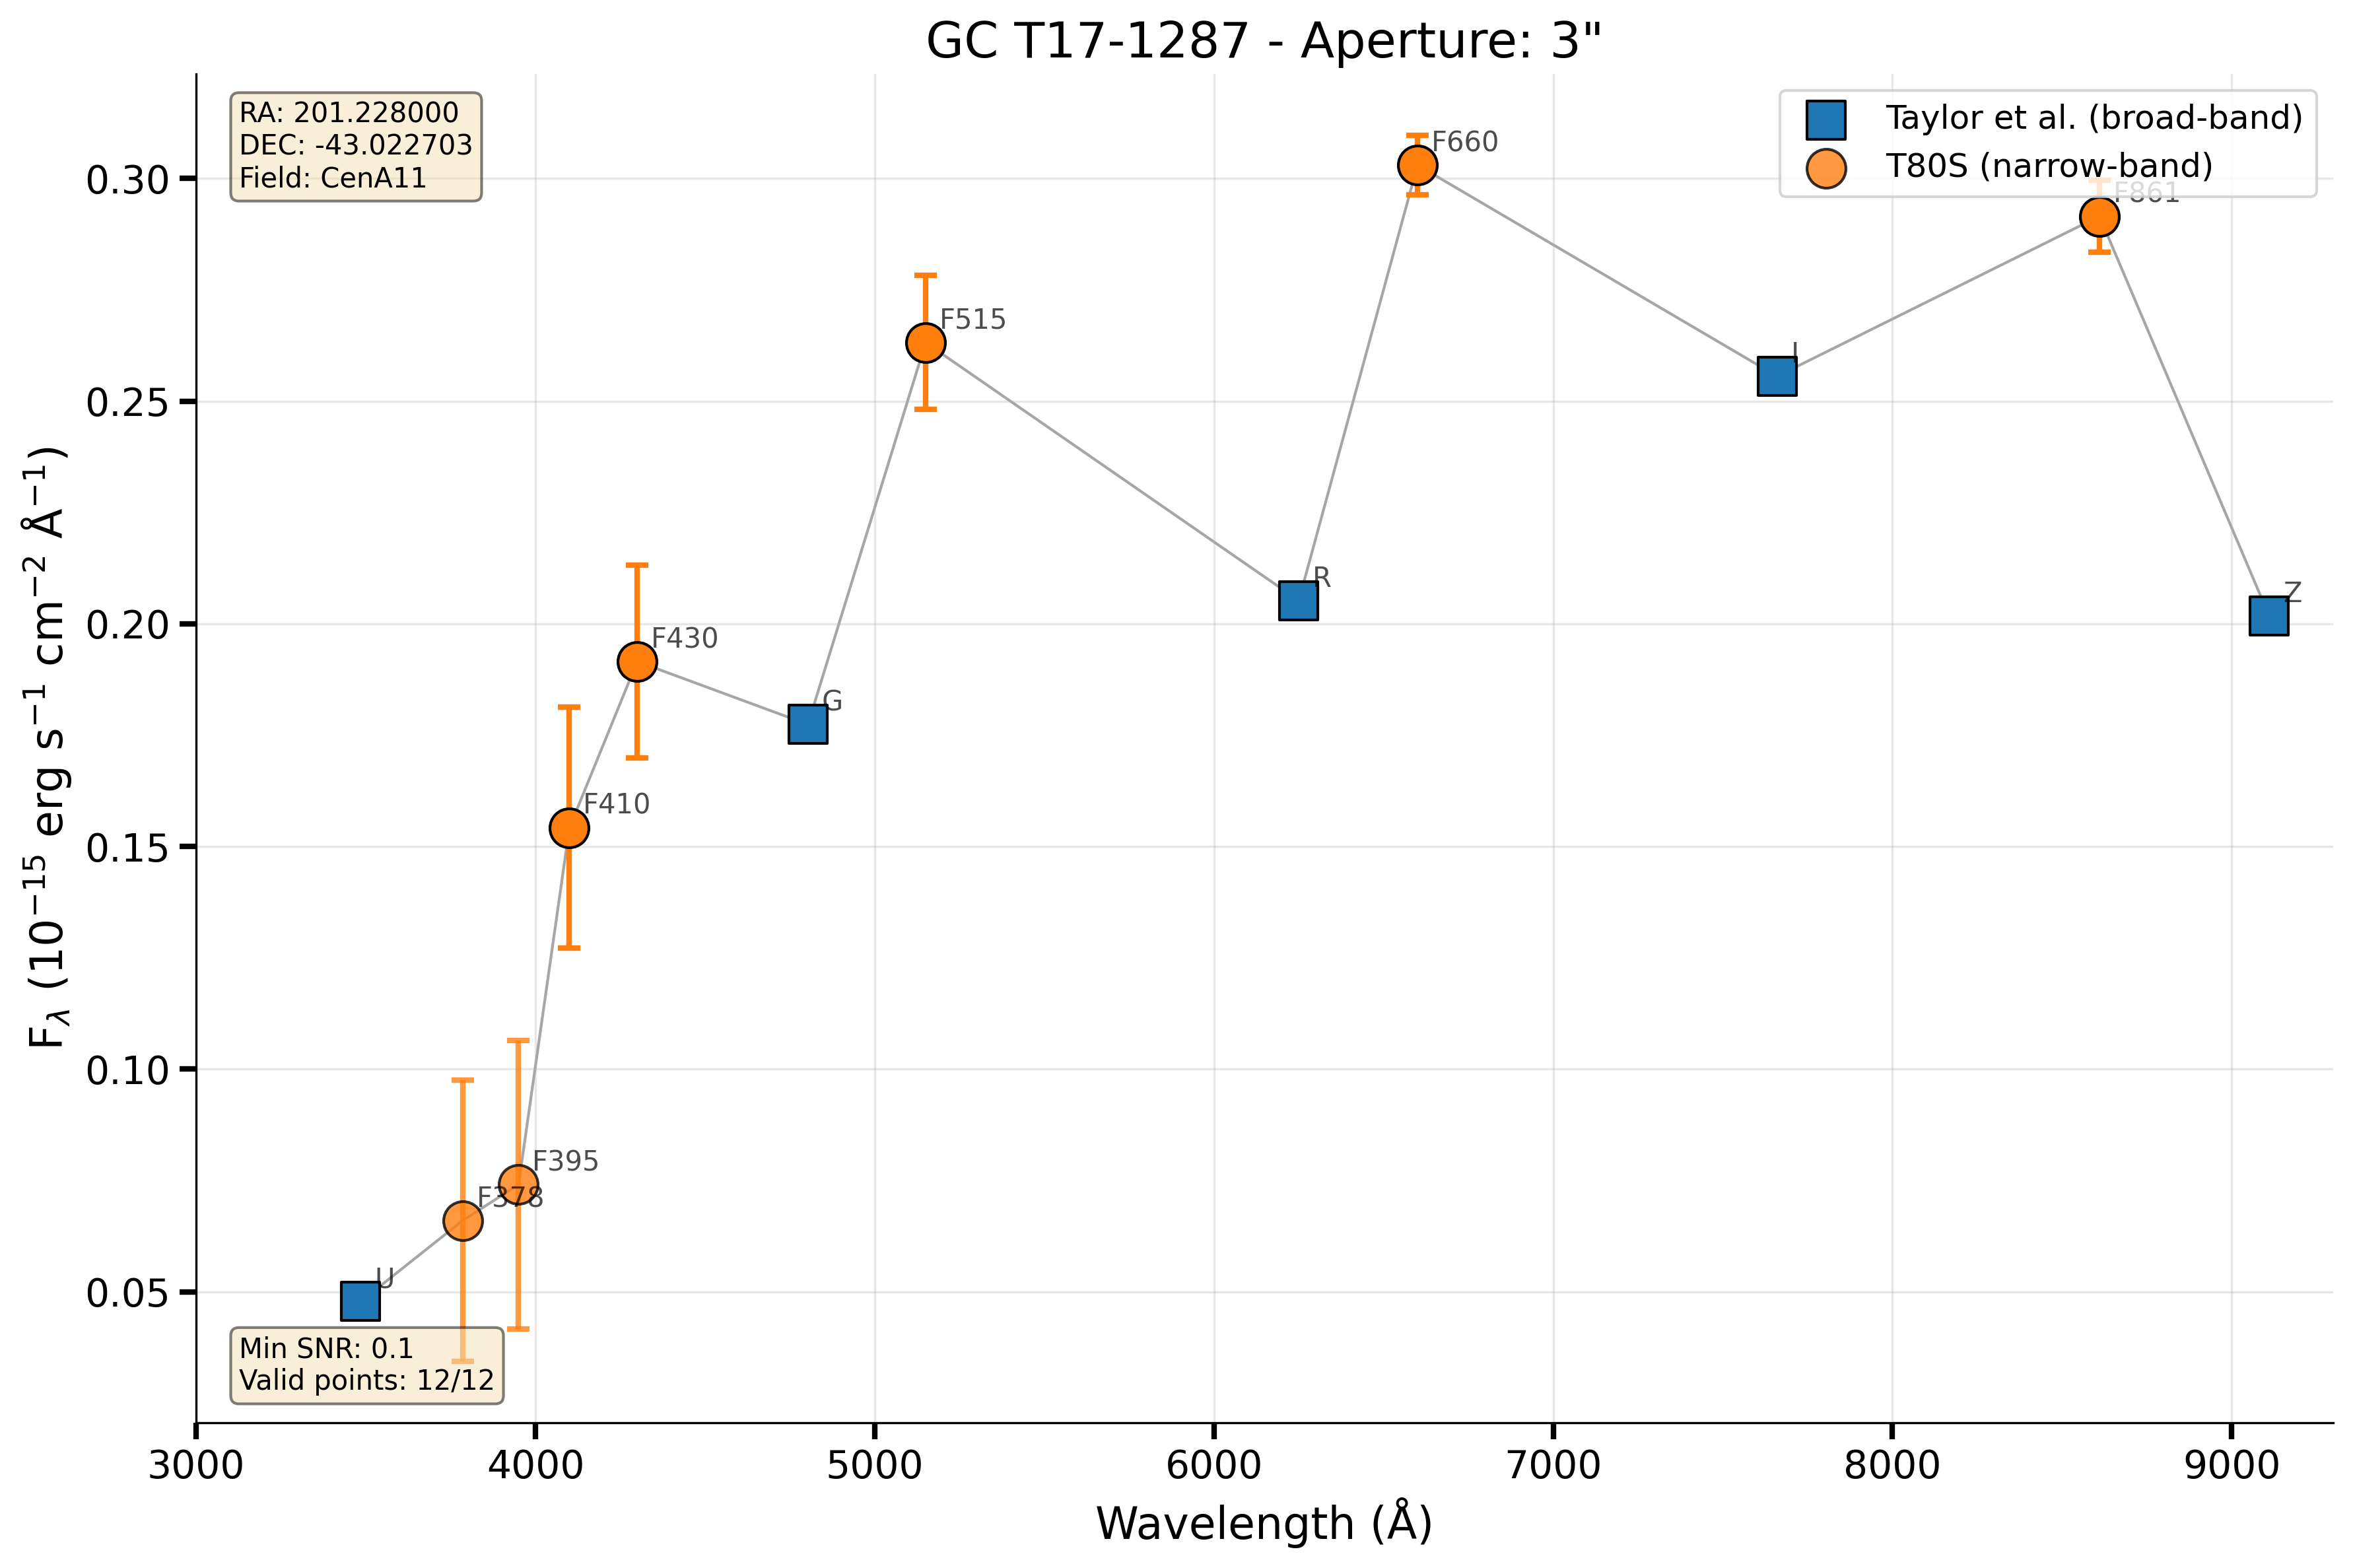 GC T17-1287 - Aperture: 3"
RA: 201.228000
DEC: -43.022703
Field: CenA11
Taylor et al. (broad-band)
T80S (narrow-band)
F660
F861
F515
I
R
Z
F430
G
F410
F395
F378
U
Min SNR: 0.1
Valid points: 12/12
0.30
0.25
0.20
0.15
0.10
0.05
F_λ (10⁻¹⁵ erg s⁻¹ cm⁻² Å⁻¹)
3000 4000 5000 6000 7000 8000 9000
Wavelength (Å)